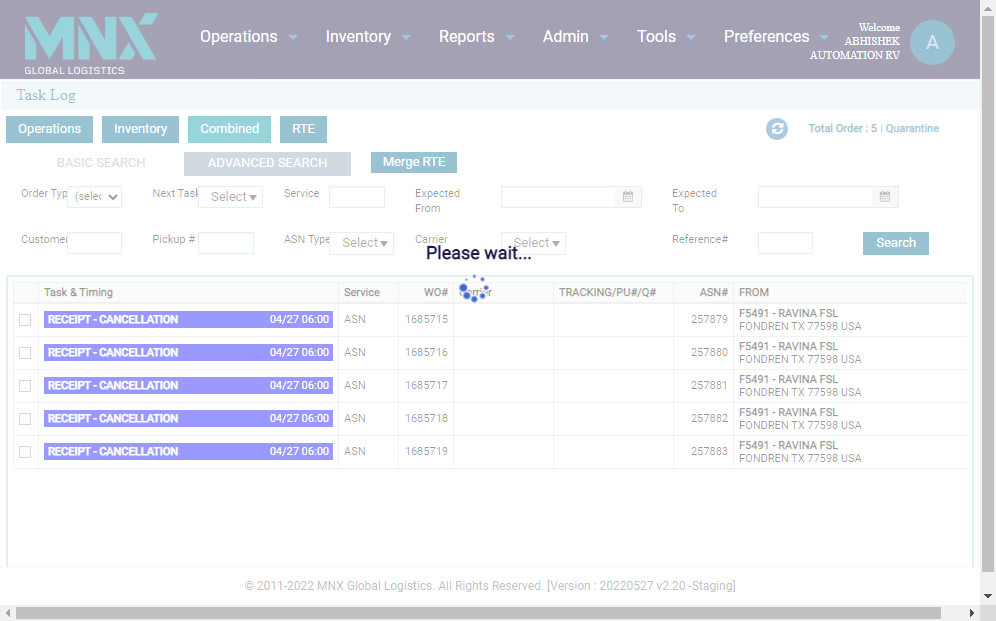 MNX
GLOBAL LOGISTICS
Operations Inventory Reports Admin Tools Preferences
Welcome
ABHISHEK
AUTOMATION RV
A
Task Log
Operations Inventory Combined RTE
Total Order : 5 | Quarantine
BASIC SEARCH ADVANCED SEARCH Merge RTE
Order Typ (selec Next Task Select Service Expected From Expected To
Customer Pickup # ASN Type Select Carrier Select Reference# Search
Please wait...
Task & Timing Service WO# Carrier TRACKING/PU#/Q# ASN# FROM
RECEIPT - CANCELLATION 04/27 06:00 ASN 1685715 257879 F5491 - RAVINA FSL
FONDREN TX 77598 USA
RECEIPT - CANCELLATION 04/27 06:00 ASN 1685716 257880 F5491 - RAVINA FSL
FONDREN TX 77598 USA
RECEIPT - CANCELLATION 04/27 06:00 ASN 1685717 257881 F5491 - RAVINA FSL
FONDREN TX 77598 USA
RECEIPT - CANCELLATION 04/27 06:00 ASN 1685718 257882 F5491 - RAVINA FSL
FONDREN TX 77598 USA
RECEIPT - CANCELLATION 04/27 06:00 ASN 1685719 257883 F5491 - RAVINA FSL
FONDREN TX 77598 USA
© 2011-2022 MNX Global Logistics. All Rights Reserved. [Version : 20220527 v2.20 -Staging]